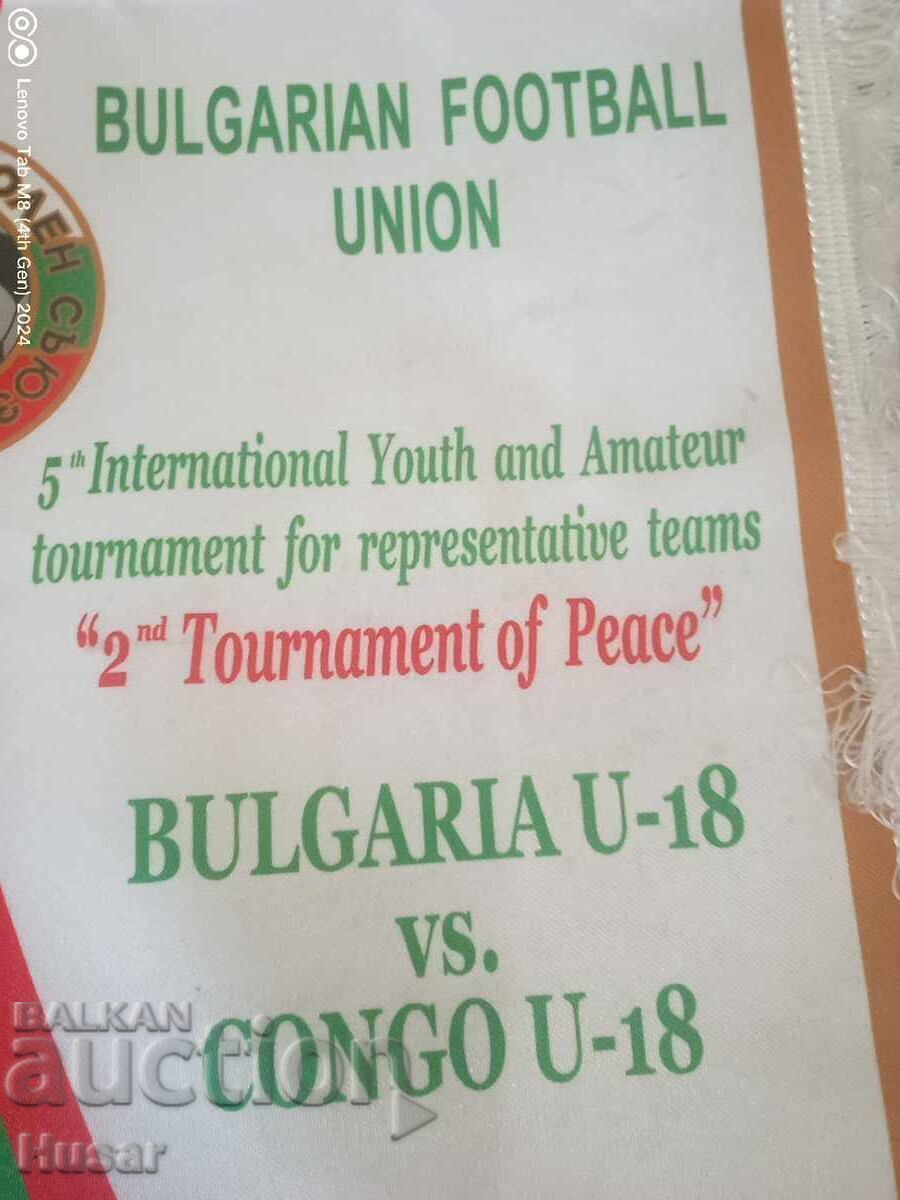 BULGARIAN FOOTBALL
UNION
5th International Youth and Amateur
tournament for representative teams
“2nd Tournament of Peace”
BULGARIA U-18
vs.
CONGO U-18
Lenovo Tab M8 (4th Gen) 2024
BALKAN
auction
Husar